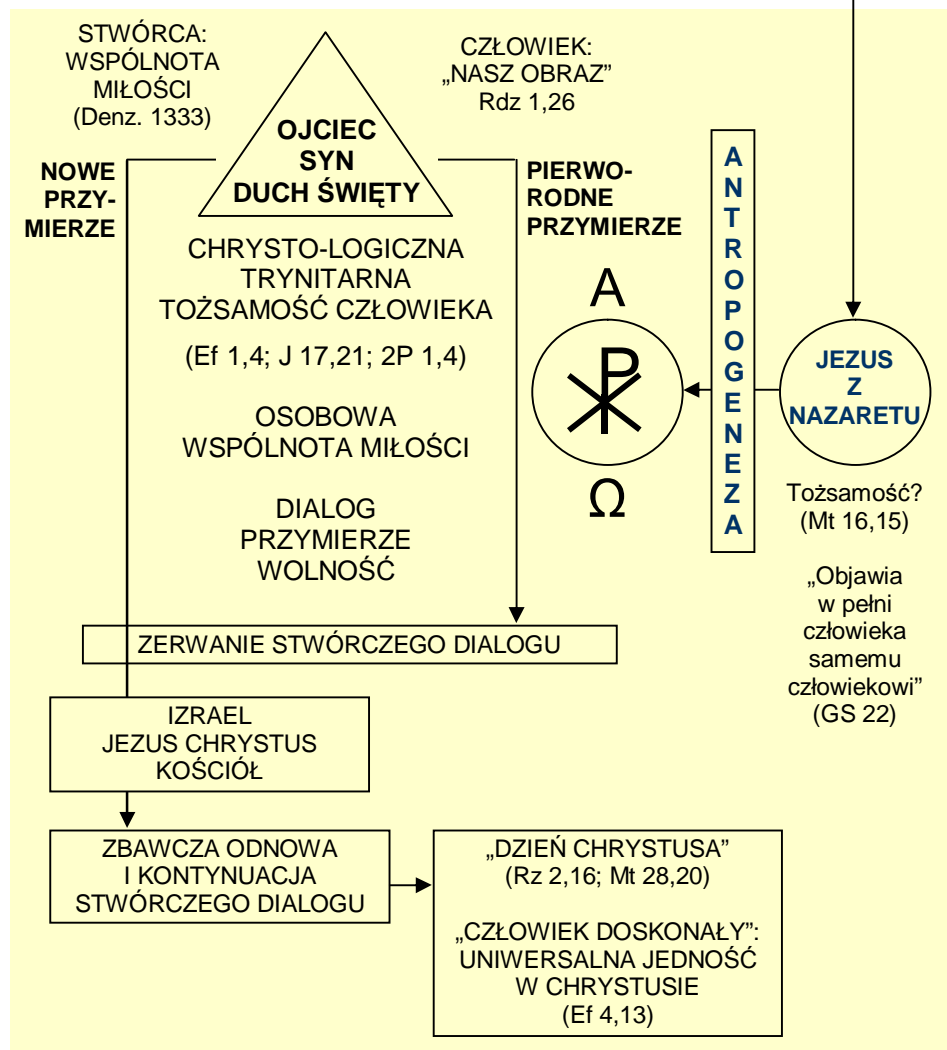 STWÓRCA:
WSPÓLNOTA
MIŁOŚCI
(Denz. 1333)
CZŁOWIEK:
„NASZ OBRAZ”
Rdz 1,26
OJCIEC
SYN
DUCH ŚWIĘTY
NOWE
PRZY-
MIERZE
PIERWO-
RODNE
PRZYMIERZE
CHRYSTO-LOGICZNA
TRYNITARNA
TOŻSAMOŚĆ CZŁOWIEKA
(Ef 1,4; J 17,21; 2P 1,4)
OSOBOWA
WSPÓLNOTA MIŁOŚCI
DIALOG
PRZYMIERZE
WOLNOŚĆ
Α
Ω
A
N
T
R
O
P
O
G
E
N
E
Z
A
JEZUS
Z
NAZARETU
Tożsamość?
(Mt 16,15)
„Objawia
w pełni
człowieka
samemu
człowiekowi”
(GS 22)
ZERWANIE STWÓRCZEGO DIALOGU
IZRAEL
JEZUS CHRYSTUS
KOŚCIÓŁ
ZBAWCZA ODNOWA
I KONTYNUACJA
STWÓRCZEGO DIALOGU
„DZIEŃ CHRYSTUSA”
(Rz 2,16; Mt 28,20)
„CZŁOWIEK DOSKONAŁY”:
UNIWERSALNA JEDNOŚĆ
W CHRYSTUSIE
(Ef 4,13)